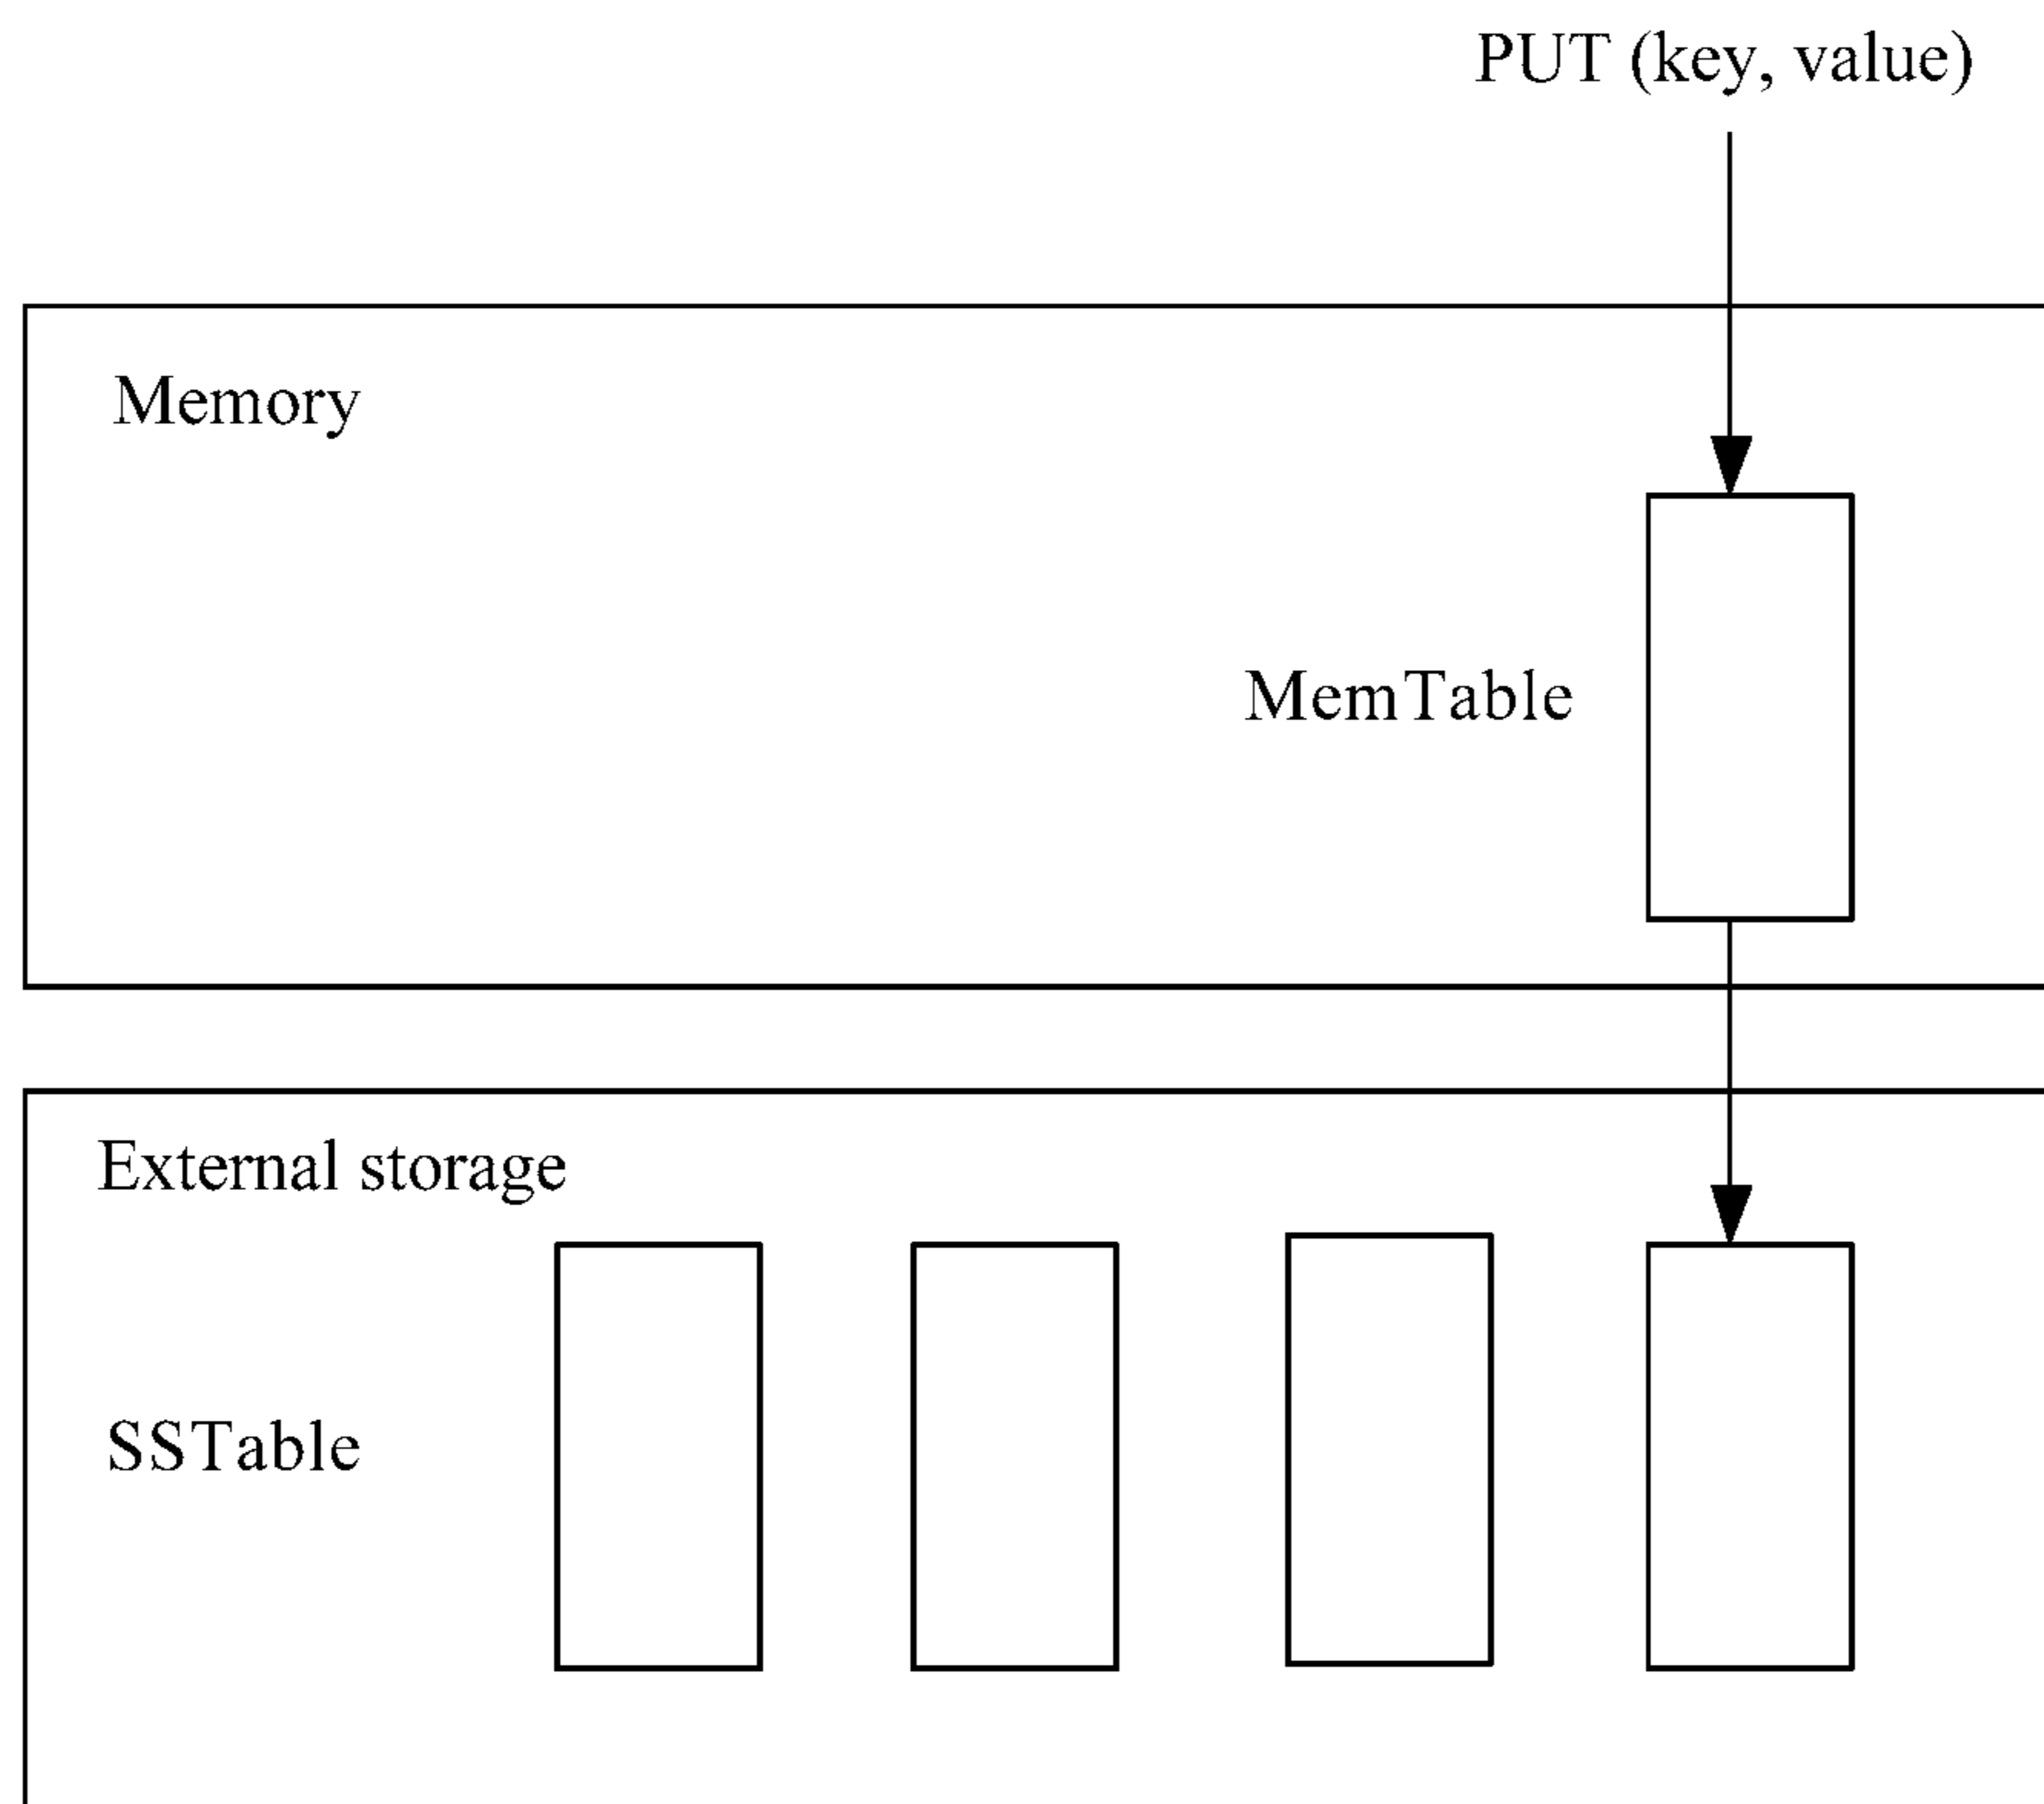 PUT (key, value)
Memory
MemTable
External storage
SSTable